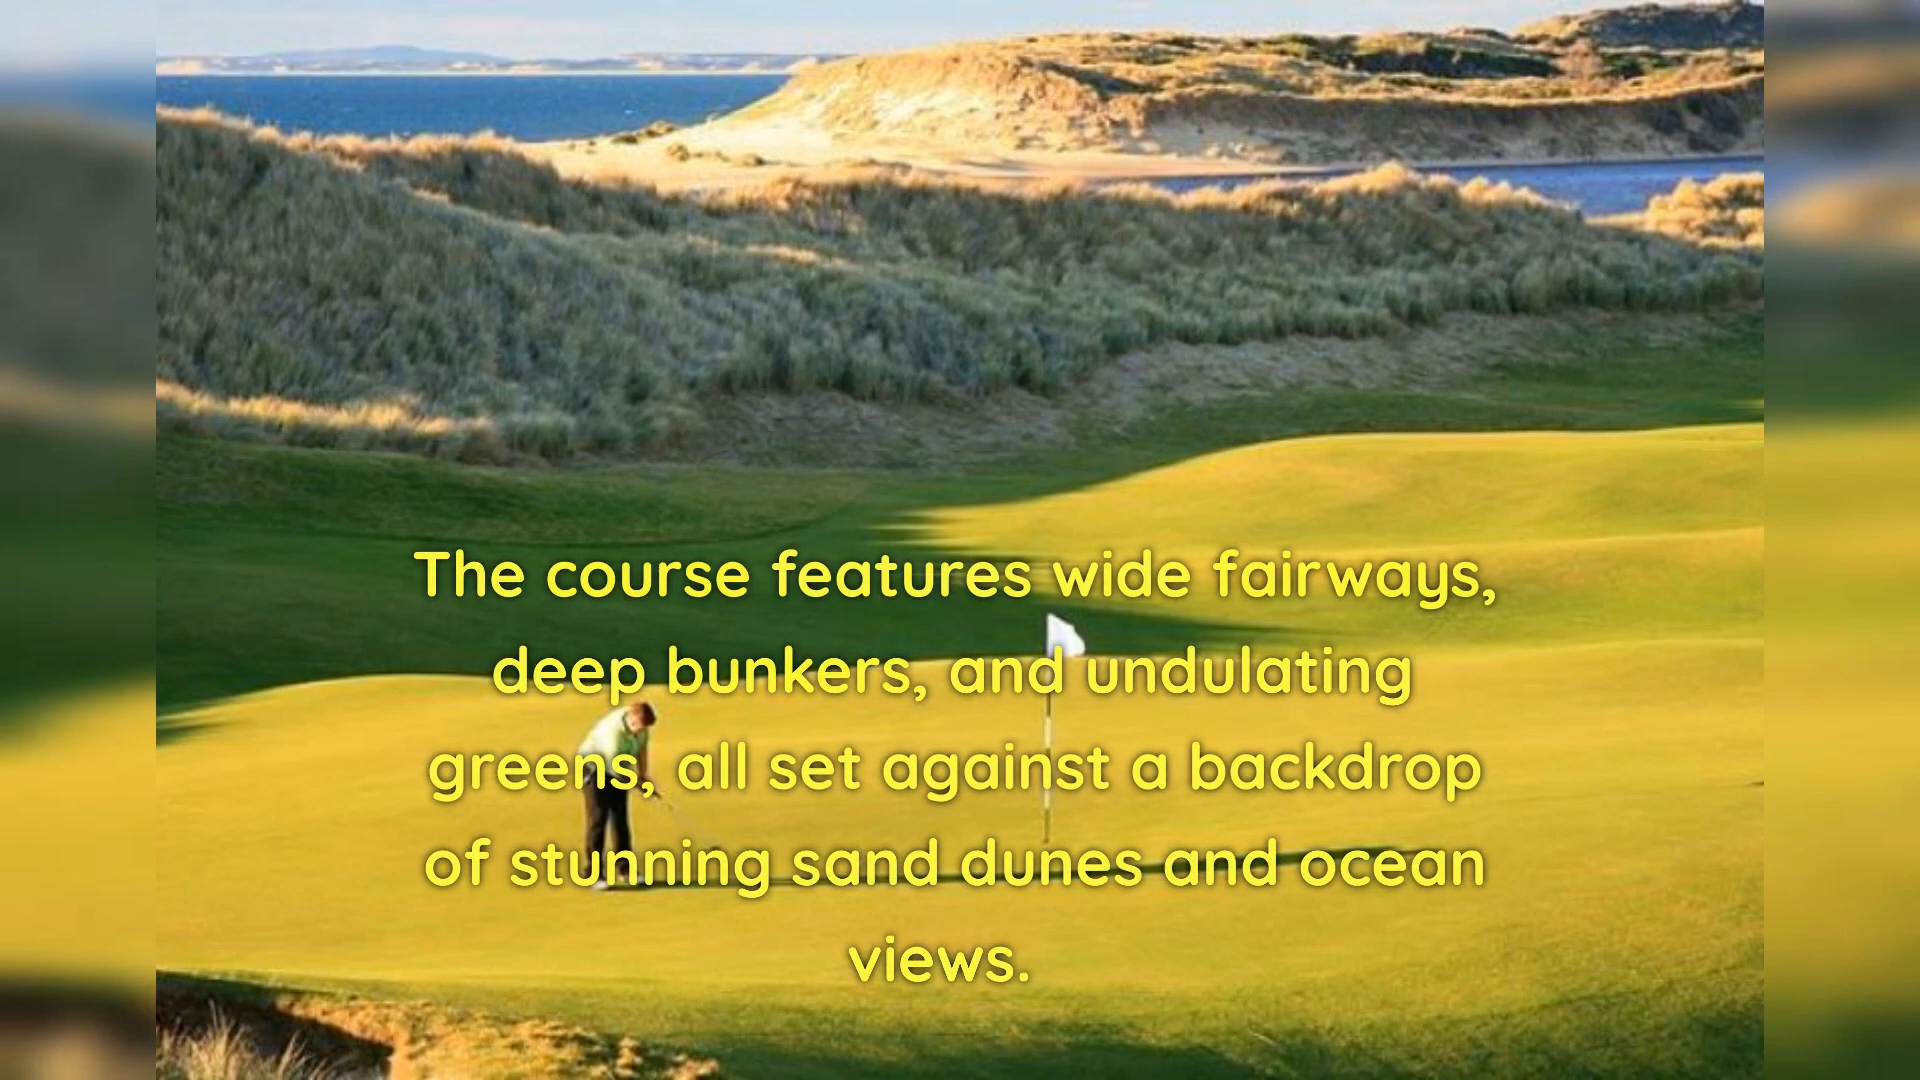 The course features wide fairways,
deep bunkers, and undulating
greens, all set against a backdrop
of stunning sand dunes and ocean
views.